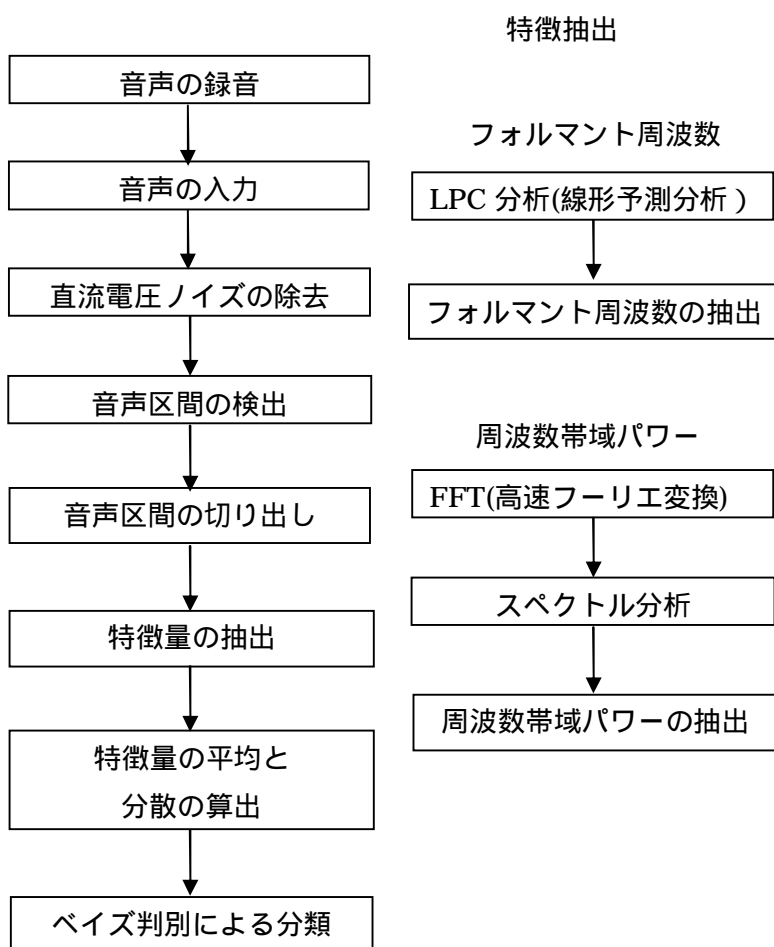 音声の録音
音声の入力
直流電圧ノイズの除去
音声区間の検出
音声区間の切り出し
特徴量の抽出
特徴量の平均と
分散の算出
ベイズ判別による分類
特徴抽出
フォルマント周波数
LPC 分析(線形予測分析 )
フォルマント周波数の抽出
周波数帯域パワー
FFT(高速フーリエ変換)
スペクトル分析
周波数帯域パワーの抽出